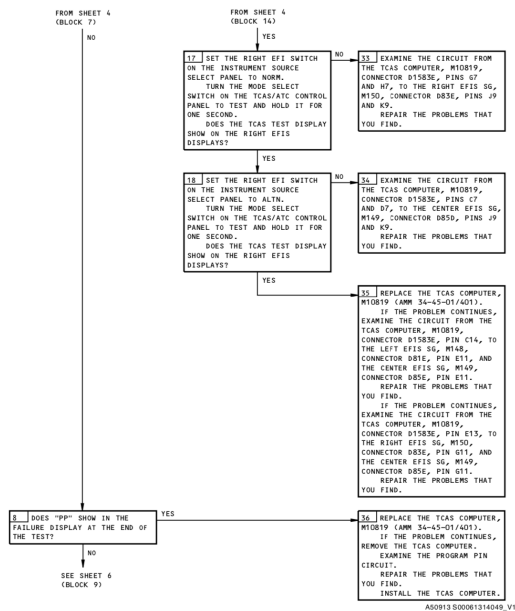 FROM SHEET 4
(BLOCK 7)
NO
FROM SHEET 4
(BLOCK 14)
YES
17 SET THE RIGHT EFI SWITCH
ON THE INSTRUMENT SOURCE
SELECT PANEL TO NORM.
TURN THE MODE SELECT
SWITCH ON THE TCAS/ATC CONTROL
PANEL TO TEST AND HOLD IT FOR
ONE SECOND.
DOES THE TCAS TEST DISPLAY
SHOW ON THE RIGHT EFIS
DISPLAYS?
NO
33 EXAMINE THE CIRCUIT FROM
THE TCAS COMPUTER, M10819,
CONNECTOR D1583E, PINS G7
AND H7, TO THE RIGHT EFIS SG,
M150, CONNECTOR D83E, PINS J9
AND K9.
REPAIR THE PROBLEMS THAT
YOU FIND.
YES
18 SET THE RIGHT EFI SWITCH
ON THE INSTRUMENT SOURCE
SELECT PANEL TO ALTN.
TURN THE MODE SELECT
SWITCH ON THE TCAS/ATC CONTROL
PANEL TO TEST AND HOLD IT FOR
ONE SECOND.
DOES THE TCAS TEST DISPLAY
SHOW ON THE RIGHT EFIS
DISPLAYS?
NO
34 EXAMINE THE CIRCUIT FROM
THE TCAS COMPUTER, M10819,
CONNECTOR D1583E, PINS C7
AND D7, TO THE CENTER EFIS SG,
M149, CONNECTOR D85D, PINS J9
AND K9.
REPAIR THE PROBLEMS THAT
YOU FIND.
YES
35 REPLACE THE TCAS COMPUTER,
M10819 (AMM 34-45-01/401).
IF THE PROBLEM CONTINUES,
EXAMINE THE CIRCUIT FROM THE
TCAS COMPUTER, M10819,
CONNECTOR D1583E, PIN C14, TO
THE LEFT EFIS SG, M148,
CONNECTOR D81E, PIN E11, AND
THE CENTER EFIS SG, M149,
CONNECTOR D85E, PIN E11.
REPAIR THE PROBLEMS THAT
YOU FIND.
IF THE PROBLEM CONTINUES,
EXAMINE THE CIRCUIT FROM THE
TCAS COMPUTER, M10819,
CONNECTOR D1583E, PIN E13, TO
THE RIGHT EFIS SG, M150,
CONNECTOR D83E, PIN G11, AND
THE CENTER EFIS SG, M149,
CONNECTOR D85E, PIN G11.
REPAIR THE PROBLEMS THAT
YOU FIND.
8 DOES "PP" SHOW IN THE
FAILURE DISPLAY AT THE END OF
THE TEST?
YES
36 REPLACE THE TCAS COMPUTER,
M10819 (AMM 34-45-01/401).
IF THE PROBLEM CONTINUES,
REMOVE THE TCAS COMPUTER.
EXAMINE THE PROGRAM PIN
CIRCUIT.
REPAIR THE PROBLEMS THAT
YOU FIND.
INSTALL THE TCAS COMPUTER.
NO
SEE SHEET 6
(BLOCK 9)
A50913 S00061314049_V1